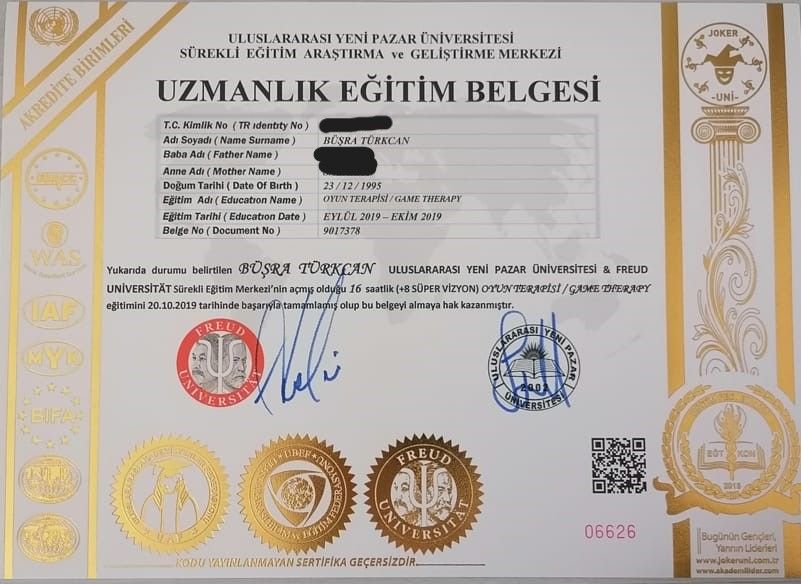 AKREDİTE BİRİMLERİ
ULUSLARARASI YENİ PAZAR ÜNİVERSİTESİ
SÜREKLİ EĞİTİM ARAŞTIRMA ve GELİŞTİRME MERKEZİ
UZMANLIK EĞİTİM BELGESİ
JOKER
-UNİ-
T.C. Kimlik No ( TR ıdentıty No )
Adı Soyadı ( Name Surname ) BÜŞRA TÜRKCAN
Baba Adı ( Father Name )
Anne Adı ( Mother Name )
Doğum Tarihi ( Date Of Bırth ) 23 / 12 / 1995
Eğitim Adı ( Educatıon Name ) OYUN TERAPİSİ / GAME THERAPY
Eğitim Tarihi ( Educatıon Date ) EYLÜL 2019 – EKİM 2019
Belge No ( Document No ) 9017378
Yukarıda durumu belirtilen BÜŞRA TÜRKCAN ULUSLARARASI YENİ PAZAR ÜNİVERSİTESİ & FREUD
UNİVERSİTÄT Sürekli Eğitim Merkezi'nin açmış olduğu 16 saatlik (+8 SÜPER VİZYON) OYUN TERAPİSİ / GAME THERAPY
eğitimini 20.10.2019 tarihinde başarıyla tamamlamış olup bu belgeyi almaya hak kazanmıştır.
WAS
IAF
MYK
BIFA
FREUD
UNIVERSITÄT
ULUSLARARASI YENİ PAZAR
2002
ÜNİVERSİTESİ
FREUD
UNIVERSITÄT
EĞT KON
2015
06626
KODU YAYINLANMAYAN SERTİFİKA GEÇERSİZDİR.
Bugünün Gençleri,
Yarının Liderleri
www.jokeruni.com.tr
www.akademilider.com